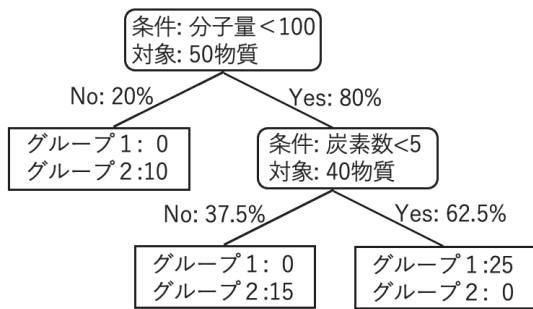 条件: 分子量<100
対象: 50物質
No: 20%
Yes: 80%
グループ1: 0
グループ2:10
条件: 炭素数<5
対象: 40物質
No: 37.5%
Yes: 62.5%
グループ1: 0
グループ2:15
グループ1:25
グループ2: 0